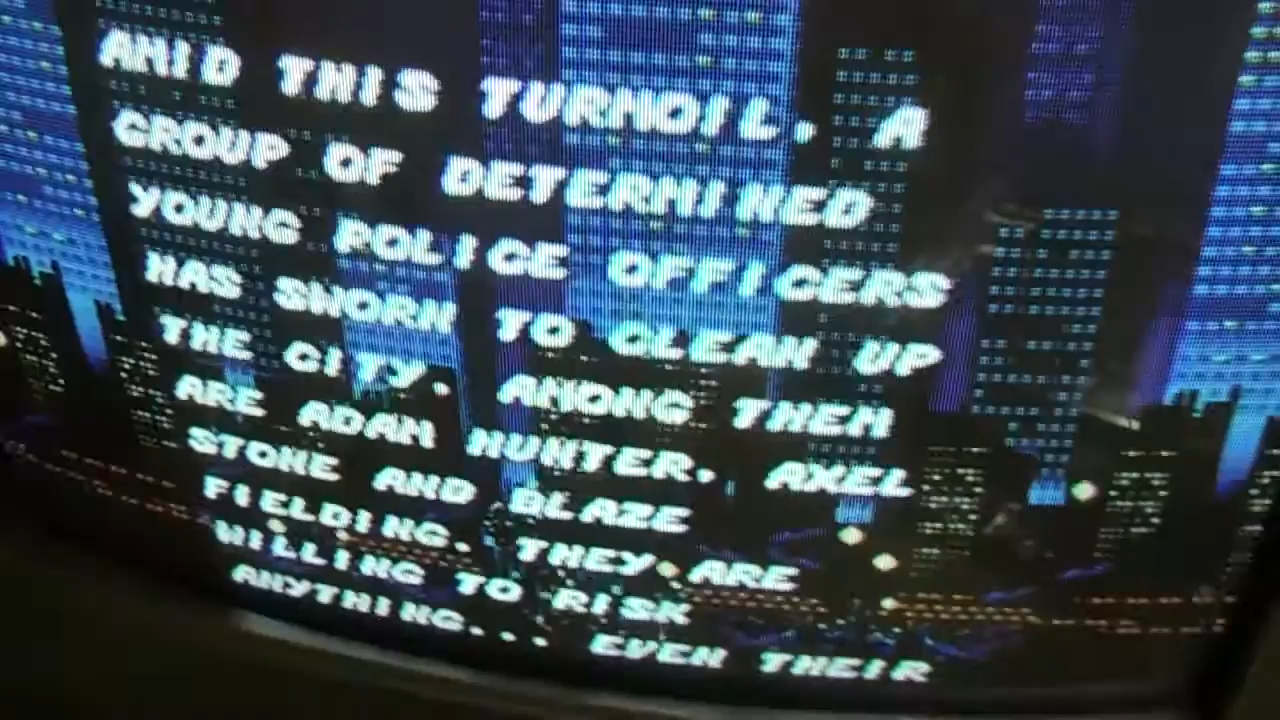 AMID THIS TURMOIL, A
GROUP OF DETERMINED
YOUNG POLICE OFFICERS
HAS SWORN TO CLEAN UP
THE CITY. AMONG THEM
ARE ADAM HUNTER, AXEL
STONE AND BLAZE
FIELDING. THEY ARE
WILLING TO RISK
ANYTHING... EVEN THEIR